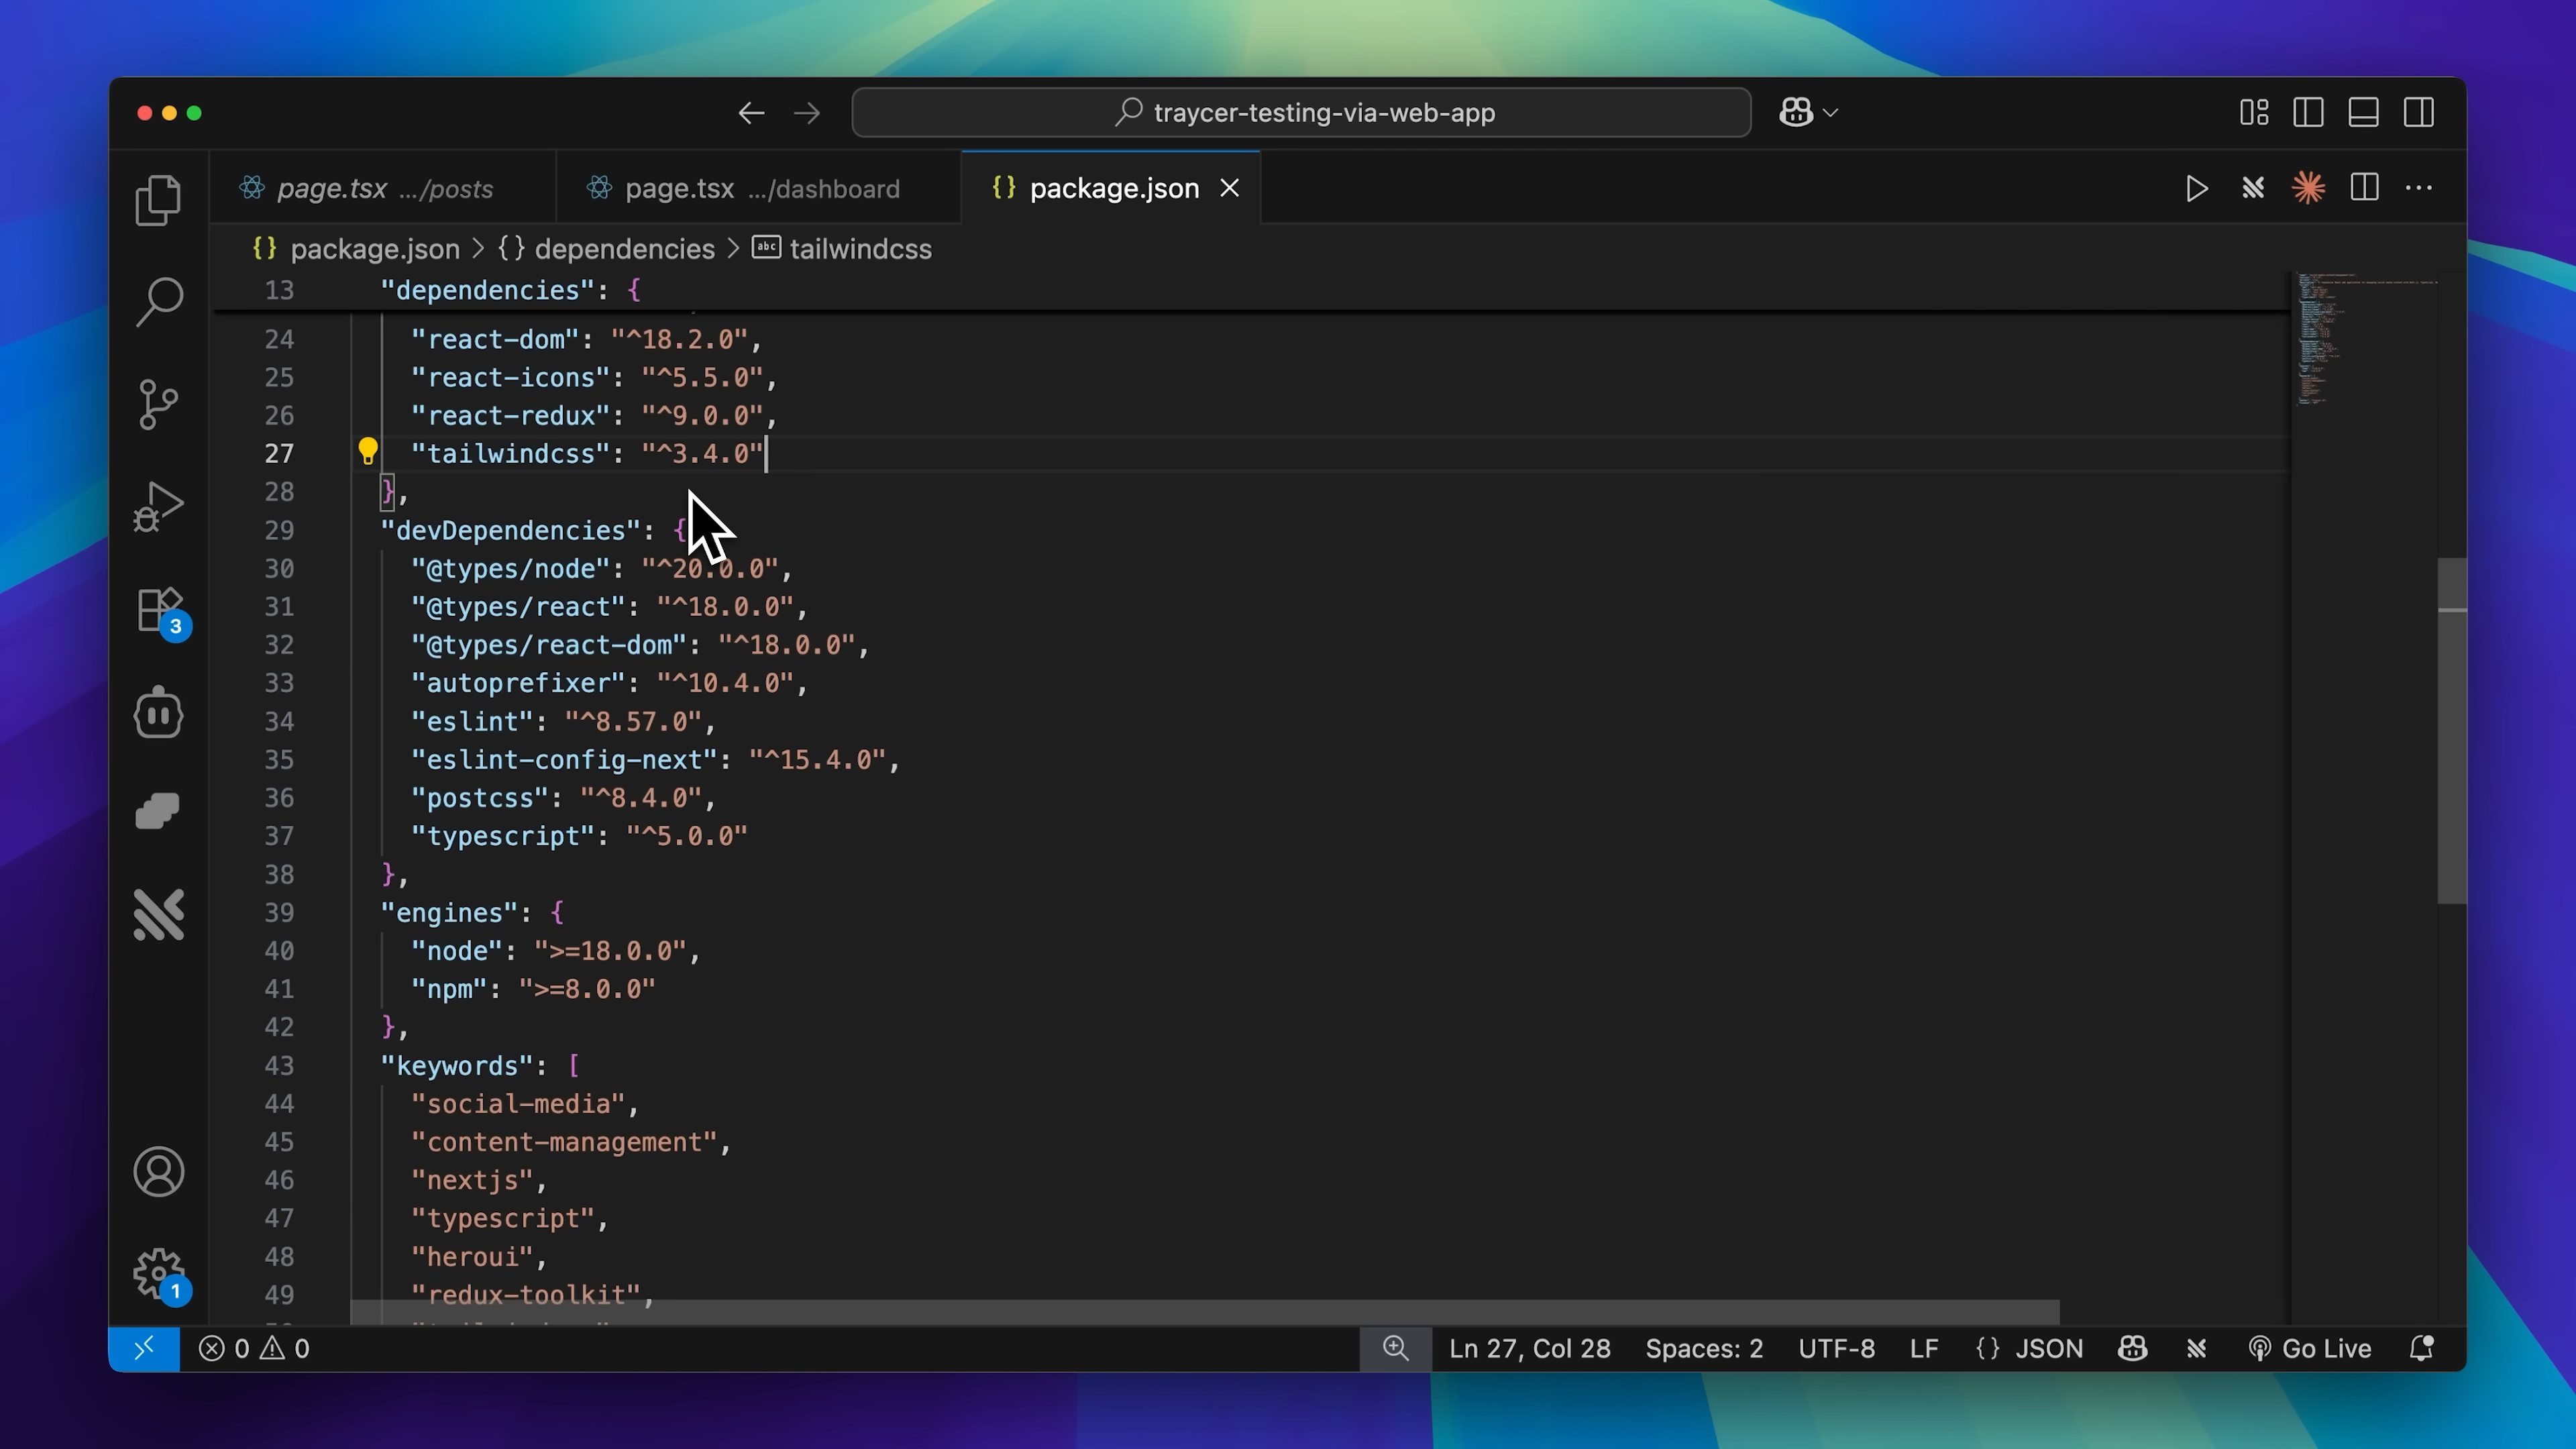 traycer-testing-via-web-app
page.tsx .../posts
page.tsx .../dashboard
{} package.json
{} package.json > {} dependencies > abc tailwindcss
13 "dependencies": {
24 "react-dom": "^18.2.0",
25 "react-icons": "^5.5.0",
26 "react-redux": "^9.0.0",
27 "tailwindcss": "^3.4.0"
28 },
29 "devDependencies": {
30 "@types/node": "^20.0.0",
31 "@types/react": "^18.0.0",
32 "@types/react-dom": "^18.0.0",
33 "autoprefixer": "^10.4.0",
34 "eslint": "^8.57.0",
35 "eslint-config-next": "^15.4.0",
36 "postcss": "^8.4.0",
37 "typescript": "^5.0.0"
38 },
39 "engines": {
40 "node": ">=18.0.0",
41 "npm": ">=8.0.0"
42 },
43 "keywords": [
44 "social-media",
45 "content-management",
46 "nextjs",
47 "typescript",
48 "heroui",
49 "redux-toolkit",
3
1
0 0
Ln 27, Col 28
Spaces: 2
UTF-8
LF
{} JSON
Go Live